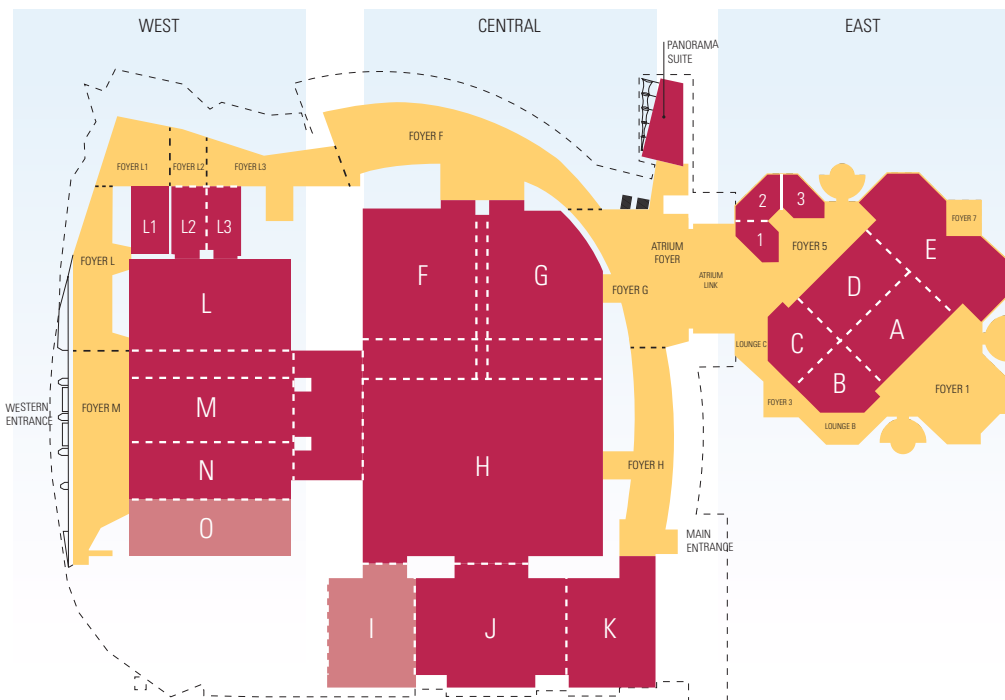 WEST
CENTRAL
EAST
PANORAMA
SUITE
FOYER F
FOYER L1
FOYER L2
FOYER L3
L1
L2
L3
FOYER L
L
FOYER M
WESTERN
ENTRANCE
M
N
O
F
G
H
I
J
K
ATRIUM
FOYER
FOYER G
ATRIUM
LINK
FOYER H
MAIN
ENTRANCE
2
3
1
FOYER 5
FOYER 7
E
D
A
C
B
LOUNGE C
FOYER 3
LOUNGE B
FOYER 1